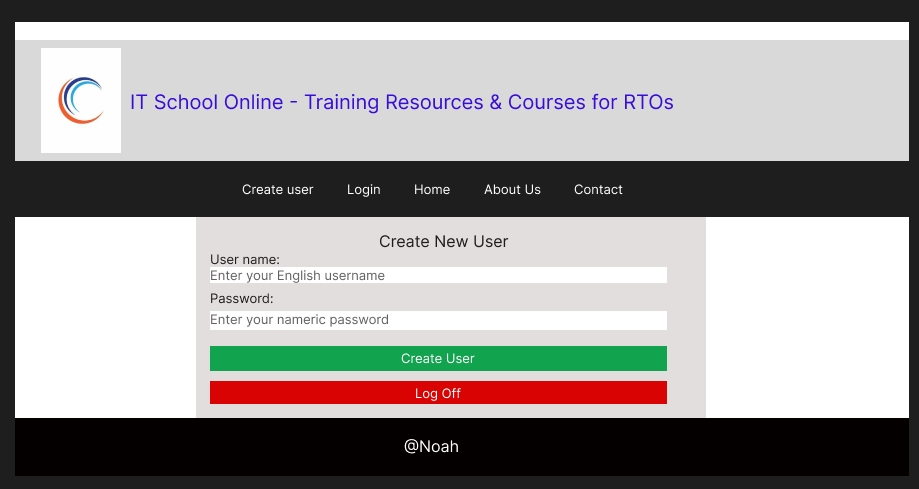 IT School Online - Training Resources & Courses for RTOs
Create user Login Home About Us Contact
Create New User
User name:
Enter your English username
Password:
Enter your nameric password
Create User
Log Off
@Noah